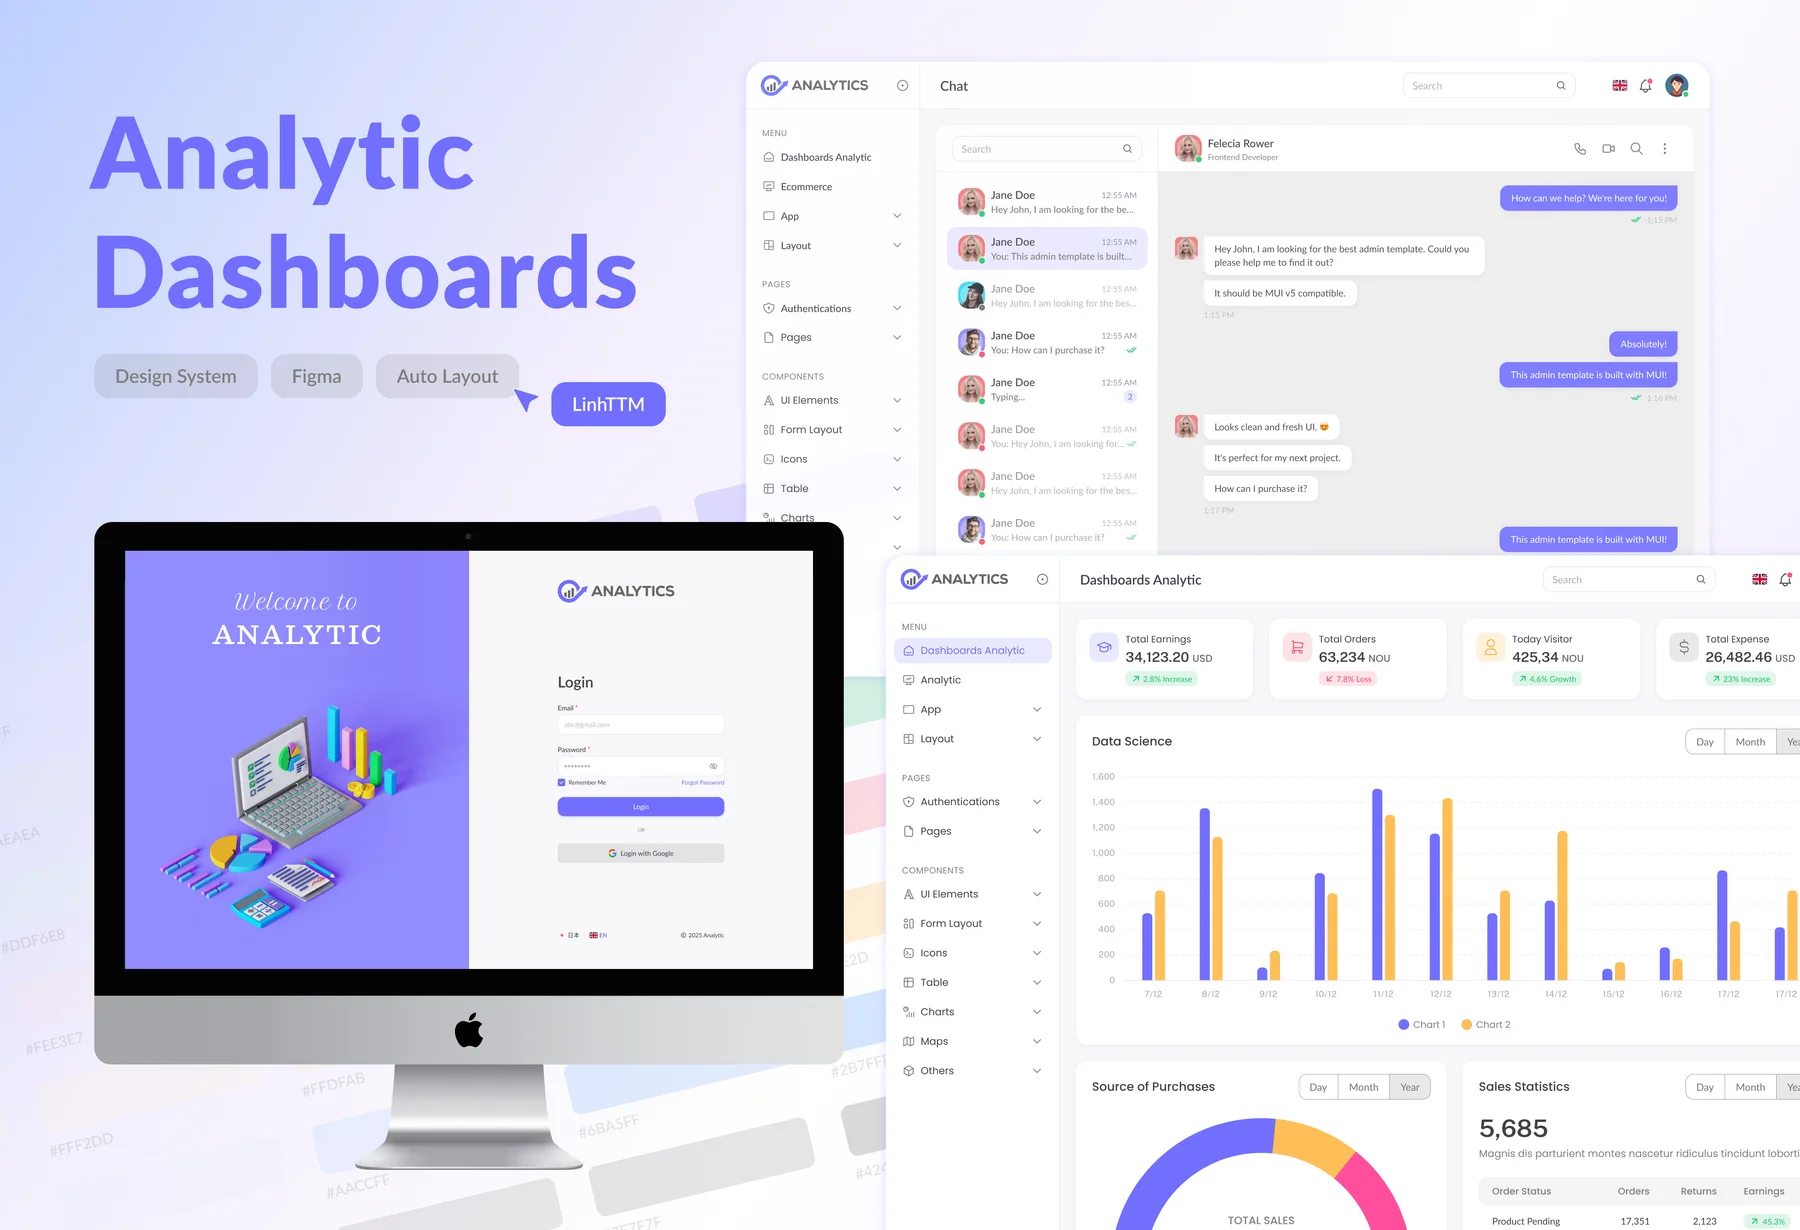 Analytic
Dashboards
Design System
Figma
Auto Layout
LinhTTM
ANALYTICS
Chat
Search
MENU
Dashboards Analytic
Ecommerce
App
Layout
PAGES
Authentications
Pages
COMPONENTS
UI Elements
Form Layout
Icons
Table
Charts
Search
Jane Doe 12:55 AM
Hey John, I am looking for the be...
Jane Doe 12:55 AM
You: This admin template is built...
Jane Doe 12:55 AM
Hey John, I am looking for the bes...
Jane Doe 12:55 AM
You: How can I purchase it?
Jane Doe 12:55 AM
Typing... 2
Jane Doe 12:55 AM
You: Hey John, i am looking for...
Jane Doe 12:55 AM
Hey John, I am looking for the bes...
Jane Doe 12:55 AM
You: How can I purchase it?
Felecia Rower
Frontend Developer
How can we help? We're here for you!
1:15 PM
Hey John, I am looking for the best admin template. Could you
please help me to find it out?
It should be MUI v5 compatible.
1:15 PM
Absolutely!
This admin template is built with MUI!
1:16 PM
Looks clean and fresh UI. 😍
It's perfect for my next project.
How can I purchase it?
1:17 PM
This admin template is built with MUI!
Welcome to
ANALYTIC
ANALYTICS
Login
Email *
abc@gmail.com
Password *
********
Remember Me Forgot Password
Login
OR
Login with Google
日本 EN © 2025 Analytic
ANALYTICS
Dashboards Analytic
Search
MENU
Dashboards Analytic
Analytic
App
Layout
PAGES
Authentications
Pages
COMPONENTS
UI Elements
Form Layout
Icons
Table
Charts
Maps
Others
Total Earnings
34,123.20 USD
2.8% Increase
Total Orders
63,234 NOU
7.8% Loss
Today Visitor
425,34 NOU
4.6% Growth
Total Expense
26,482.46 USD
23% Increase
Data Science
Day Month Yea
1,600
1,400
1,200
1,000
800
600
400
200
0
7/12 8/12 9/12 10/12 11/12 12/12 13/12 14/12 15/12 16/12 17/12 17/12
Chart 1 Chart 2
Source of Purchases
Day Month Year
TOTAL SALES
Sales Statistics
Day Month Yea
5,685
Magnis dis parturient montes nascetur ridiculus tincidunt loborti
Order Status Orders Returns Earnings
Product Pending 17,351 2,123 45.3%
AEAEA
#DDF6E8
#FEE3E7
#FFF2DD
#FFDFAB
#AACCFF
#6BA5FF
#2B7FFF
E2D
#424